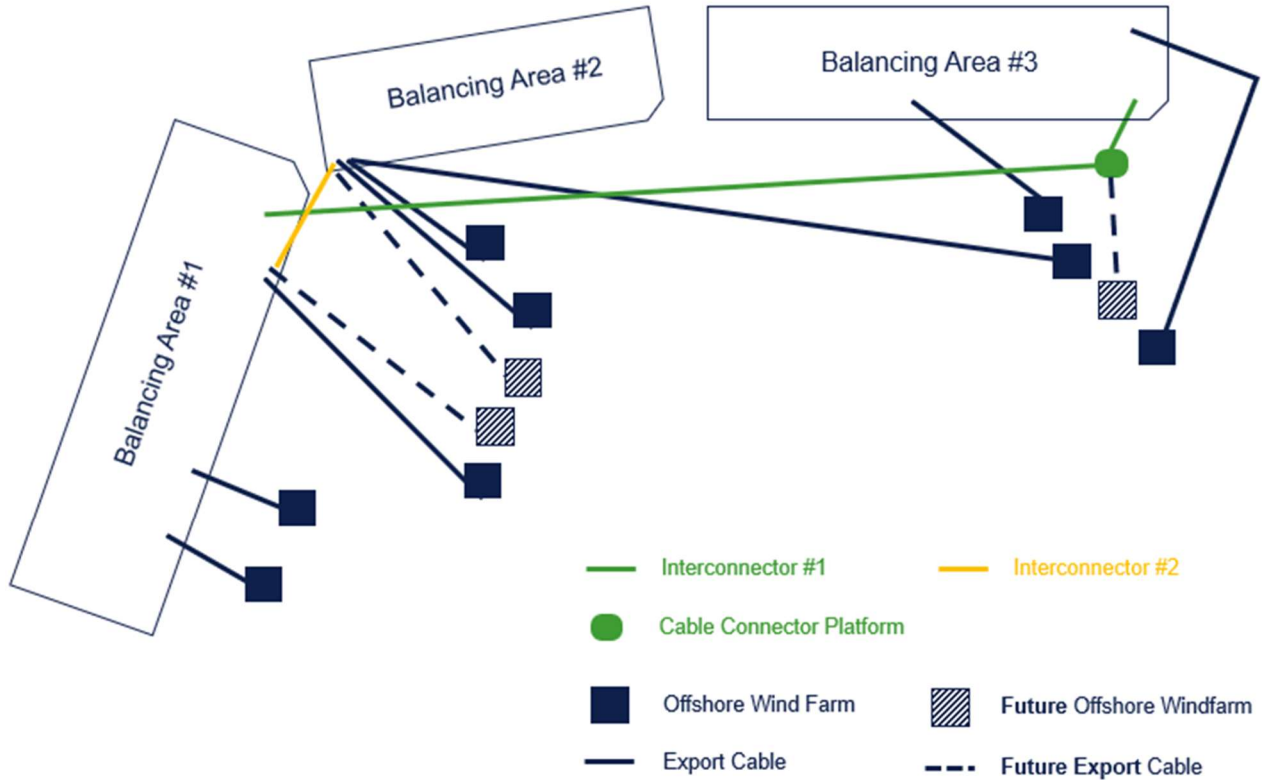 Balancing Area #2
Balancing Area #3
Balancing Area #1
Interconnector #1
Interconnector #2
Cable Connector Platform
Offshore Wind Farm
Future Offshore Windfarm
Export Cable
Future Export Cable